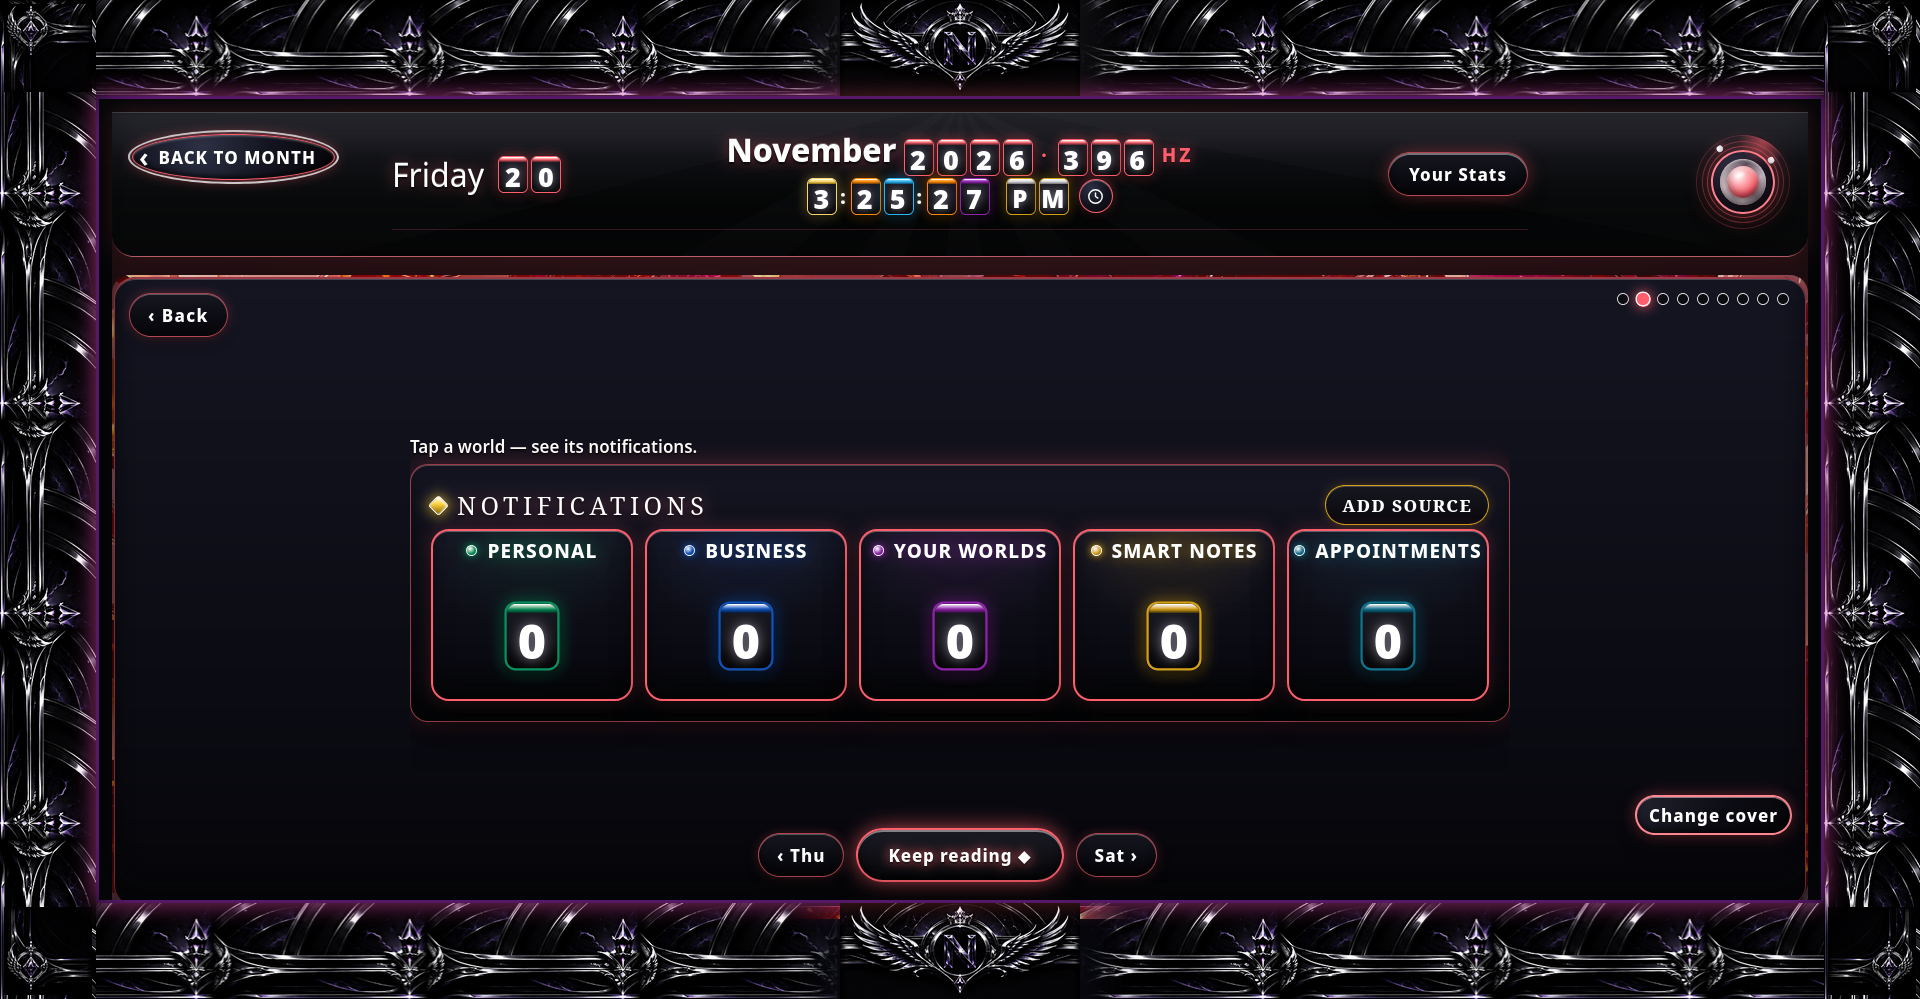 ‹ BACK TO MONTH
Friday 20
November 2026 · 396 HZ
3:25:27 PM
Your Stats
‹ Back
Tap a world — see its notifications.
NOTIFICATIONS
ADD SOURCE
PERSONAL
0
BUSINESS
0
YOUR WORLDS
0
SMART NOTES
0
APPOINTMENTS
0
Change cover
‹ Thu
Keep reading ◆
Sat ›
N
N